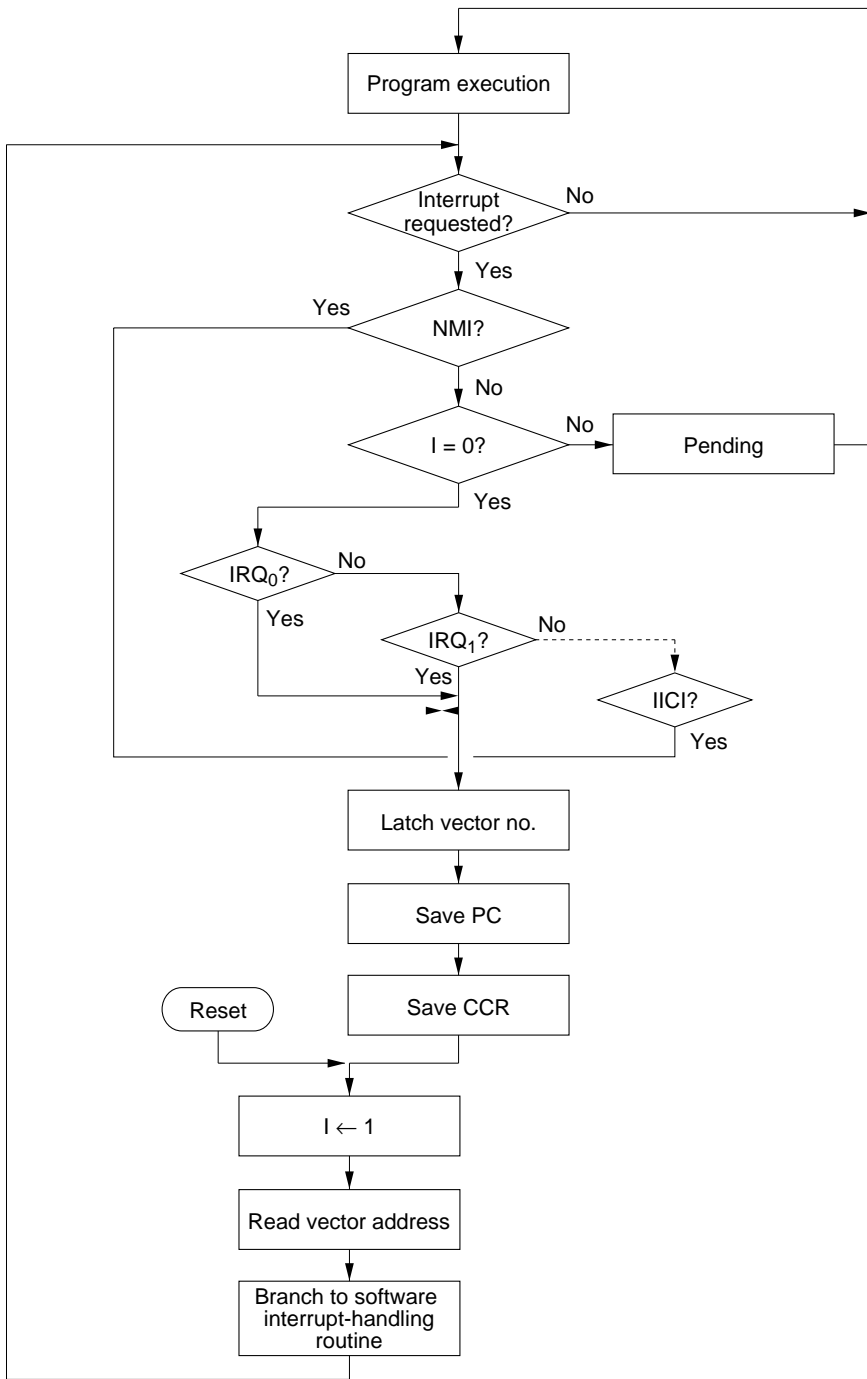 Program execution
Interrupt
requested?
No
Yes
Yes
NMI?
No
I = 0?
No
Pending
Yes
IRQ0?
No
Yes
IRQ1?
No
Yes
IICI?
Yes
Latch vector no.
Save PC
Reset
Save CCR
I ← 1
Read vector address
Branch to software
interrupt-handling
routine